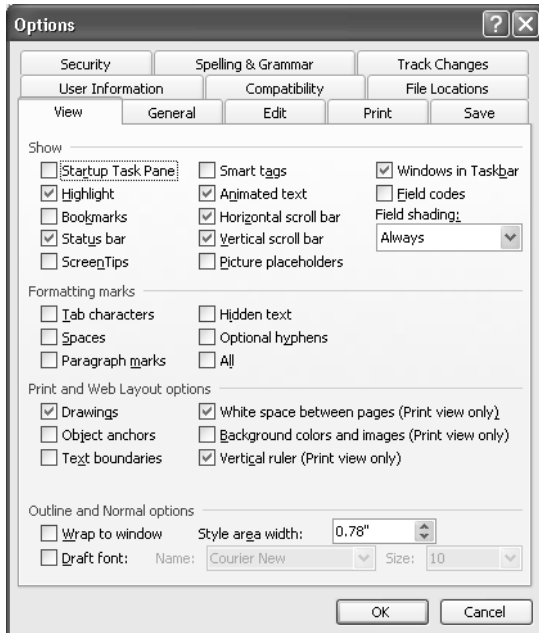 Options
Security Spelling & Grammar Track Changes
User Information Compatibility File Locations
View General Edit Print Save
Show
Startup Task Pane Smart tags Windows in Taskbar
Highlight Animated text Field codes
Bookmarks Horizontal scroll bar Field shading:
Status bar Vertical scroll bar Always
ScreenTips Picture placeholders
Formatting marks
Tab characters Hidden text
Spaces Optional hyphens
Paragraph marks All
Print and Web Layout options
Drawings White space between pages (Print view only)
Object anchors Background colors and images (Print view only)
Text boundaries Vertical ruler (Print view only)
Outline and Normal options
Wrap to window Style area width: 0.78"
Draft font: Name: Courier New Size: 10
OK Cancel